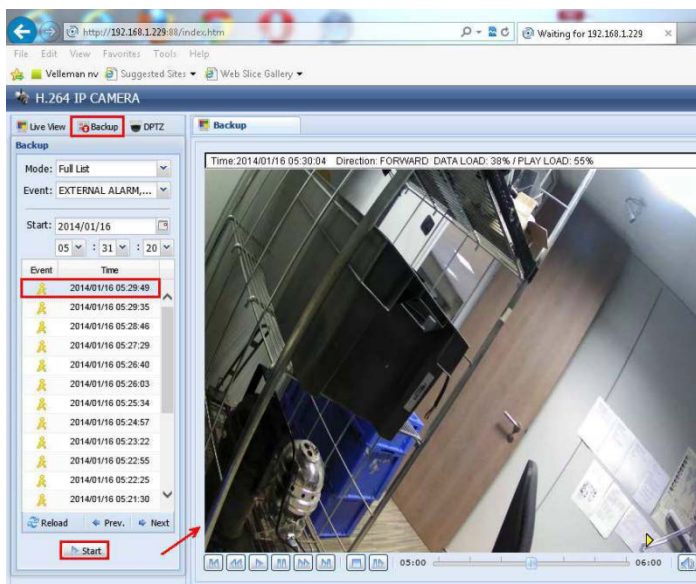 http://192.168.1.229:88/index.htm
Waiting for 192.168.1.229
File Edit View Favorites Tools Help
Velleman nv Suggested Sites Web Slice Gallery
H.264 IP CAMERA
Live View Backup DPTZ
Backup
Backup
Mode: Full List
Event: EXTERNAL ALARM,...
Start: 2014/01/16
05 : 31 : 20
Time:2014/01/16 05:30:04 Direction: FORWARD DATA LOAD: 38% / PLAY LOAD: 55%
Event Time
2014/01/16 05:29:49
2014/01/16 05:29:35
2014/01/16 05:28:46
2014/01/16 05:27:29
2014/01/16 05:26:40
2014/01/16 05:26:03
2014/01/16 05:25:34
2014/01/16 05:24:57
2014/01/16 05:23:22
2014/01/16 05:22:55
2014/01/16 05:22:25
2014/01/16 05:21:30
Reload Prev. Next
Start
05:00 06:00